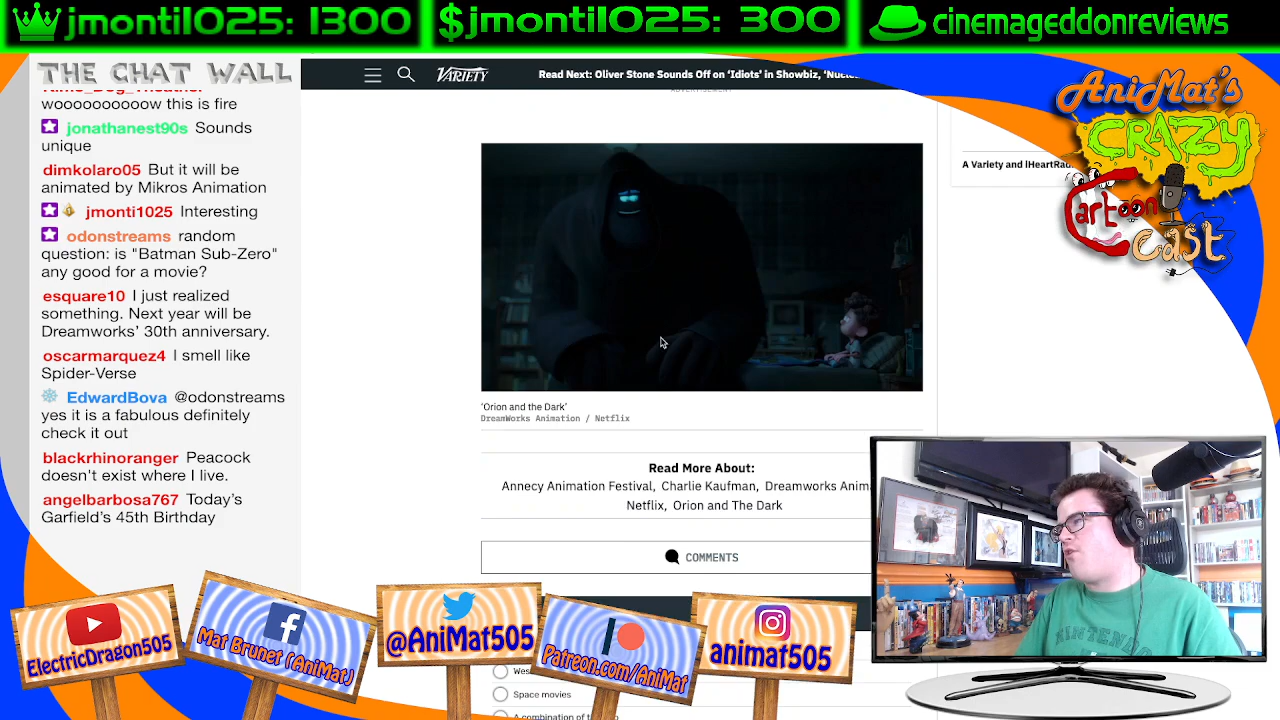 jmonti1025: 1300
$jmonti1025: 300
cinemageddonreviews
THE CHAT WALL
wooooooooow this is fire
jonathanest90s Sounds
unique
dimkolaro05 But it will be
animated by Mikros Animation
jmonti1025 Interesting
odonstreams random
question: is "Batman Sub-Zero"
any good for a movie?
esquare10 I just realized
something. Next year will be
Dreamworks' 30th anniversary.
oscarmarquez4 I smell like
Spider-Verse
EdwardBova @odonstreams
yes it is a fabulous definitely
check it out
blackrhinoranger Peacock
doesn't exist where I live.
angelbarbosa767 Today's
Garfield's 45th Birthday
VARIETY
Read Next: Oliver Stone Sounds Off on 'Idiots' in Showbiz,
ADVERTISEMENT
A Variety and
'Orion and the Dark'
DreamWorks Animation / Netflix
Read More About:
Annecy Animation Festival, Charlie Kaufman, Dreamworks
Netflix, Orion and The Dark
COMMENTS
Space movies
A combination of
AniMat's
CRAZY
Cartoon
Cast
NINTENDO
ElectricDragon505
Mat Brunet (AniMat)
@AniMat505
Patreon.com/AniMat
animat505